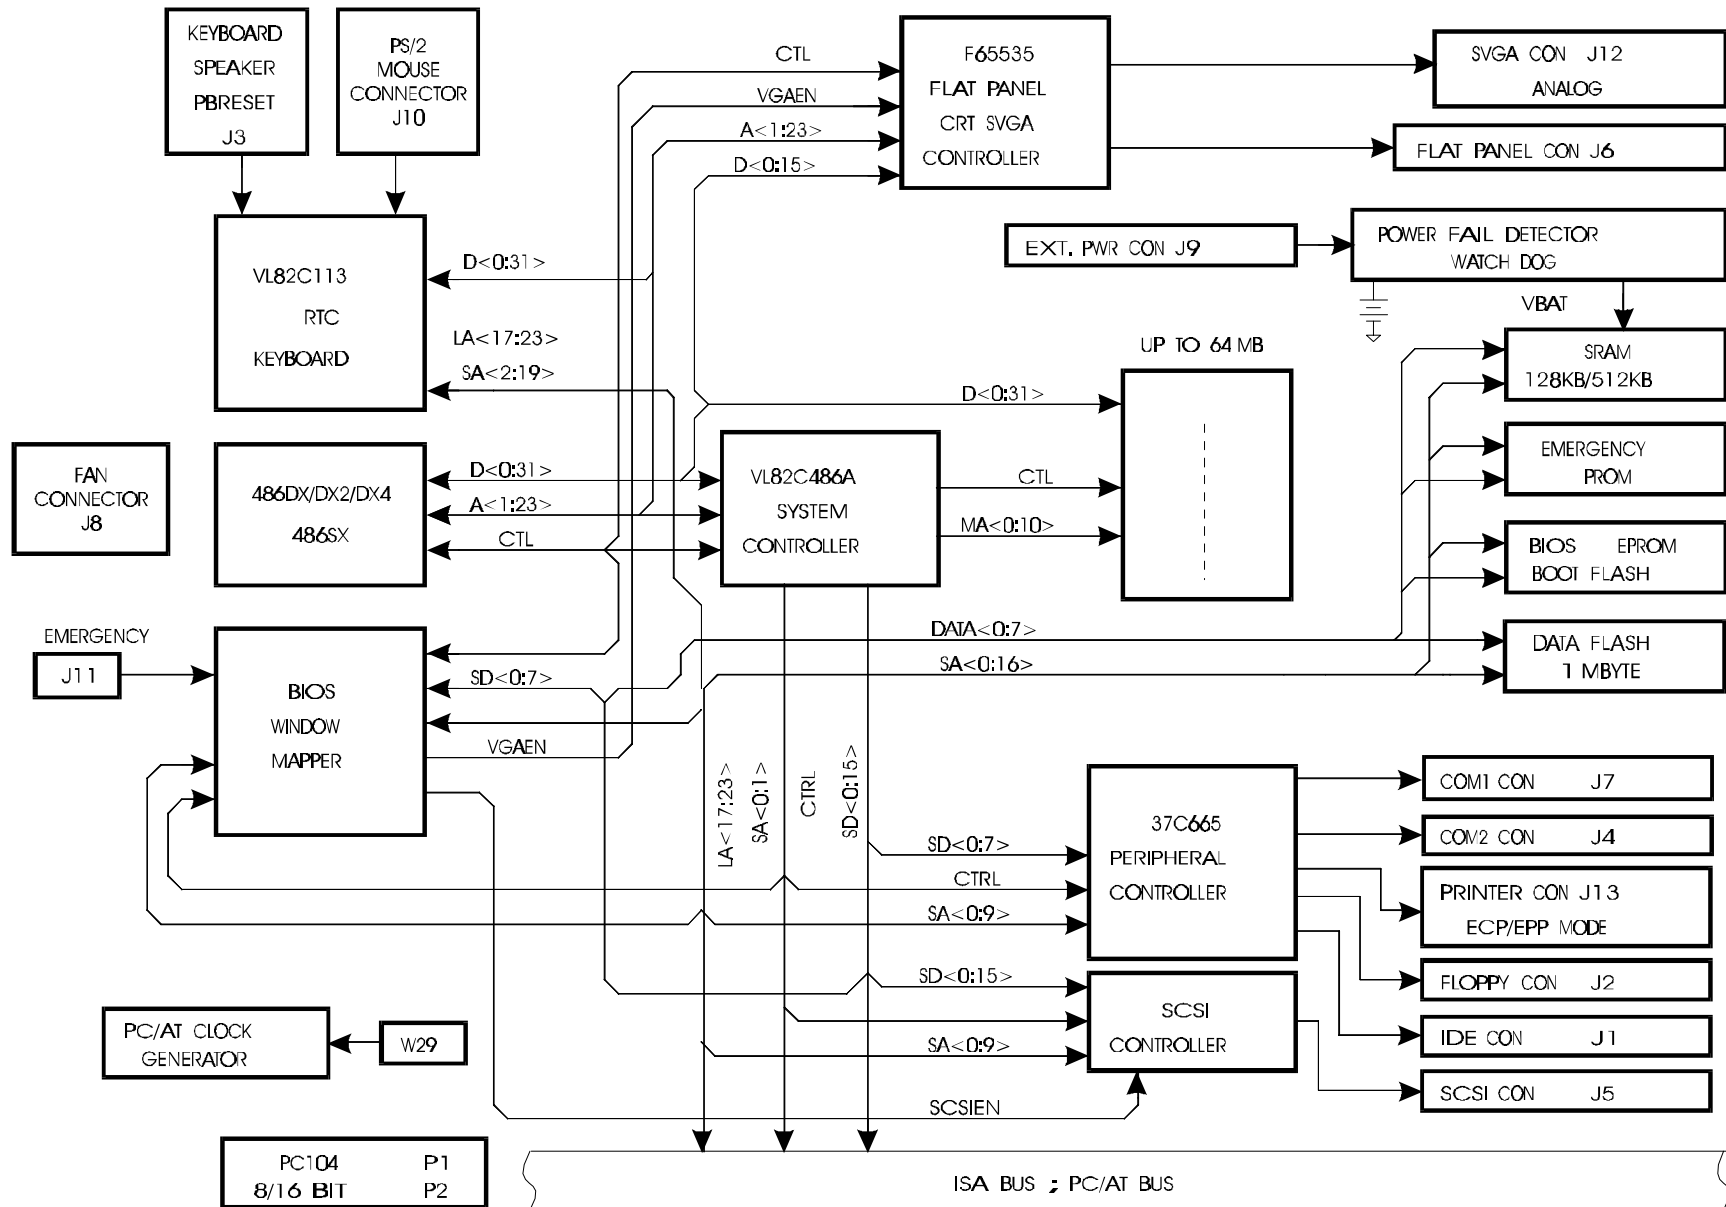 KEYBOARD
SPEAKER
PBRESET
J3
PS/2
MOUSE
CONNECTOR
J10
CTL
VGAEN
A<1:23>
D<0:15>
F65535
FLAT PANEL
CRT SVGA
CONTROLLER
SVGA CON J12
ANALOG
FLAT PANEL CON J6
EXT. PWR CON J9
POWER FAIL DETECTOR
WATCH DOG
VBAT
VL82C113
RTC
KEYBOARD
D<0:31>
LA<17:23>
SA<2:19>
UP TO 64 MB
SRAM
128KB/512KB
D<0:31>
FAN
CONNECTOR
J8
486DX/DX2/DX4
486SX
D<0:31>
A<1:23>
CTL
VL82C486A
SYSTEM
CONTROLLER
CTL
MA<0:10>
EMERGENCY
PROM
BIOS EPROM
BOOT FLASH
DATA<0:7>
SA<0:16>
DATA FLASH
1 MBYTE
EMERGENCY
J11
BIOS
WINDOW
MAPPER
SD<0:7>
VGAEN
LA<17:23>
SA<0:1>
CTRL
SD<0:15>
37C665
PERIPHERAL
CONTROLLER
SD<0:7>
CTRL
SA<0:9>
COM1 CON J7
COM2 CON J4
PRINTER CON J13
ECP/EPP MODE
FLOPPY CON J2
IDE CON J1
SCSI CON J5
SD<0:15>
SA<0:9>
SCSI
CONTROLLER
SCSIEN
PC/AT CLOCK
GENERATOR
W29
PC104 P1
8/16 BIT P2
ISA BUS ; PC/AT BUS